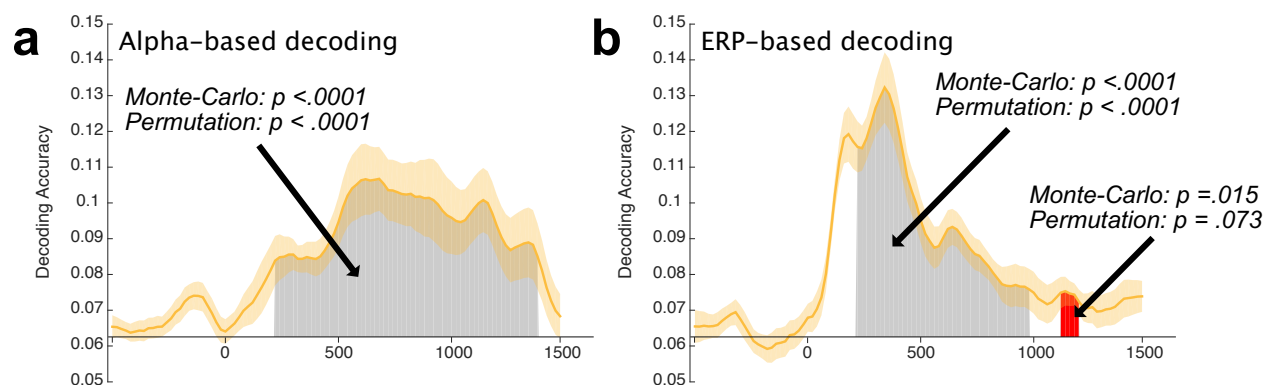 a
Alpha-based decoding
Monte-Carlo: p <.0001
Permutation: p < .0001
Decoding Accuracy
0.15
0.14
0.13
0.12
0.11
0.1
0.09
0.08
0.07
0.06
0.05
0
500
1000
1500
b
ERP-based decoding
Monte-Carlo: p <.0001
Permutation: p < .0001
Monte-Carlo: p =.015
Permutation: p = .073
Decoding Accuracy
0.15
0.14
0.13
0.12
0.11
0.1
0.09
0.08
0.07
0.06
0.05
0
500
1000
1500